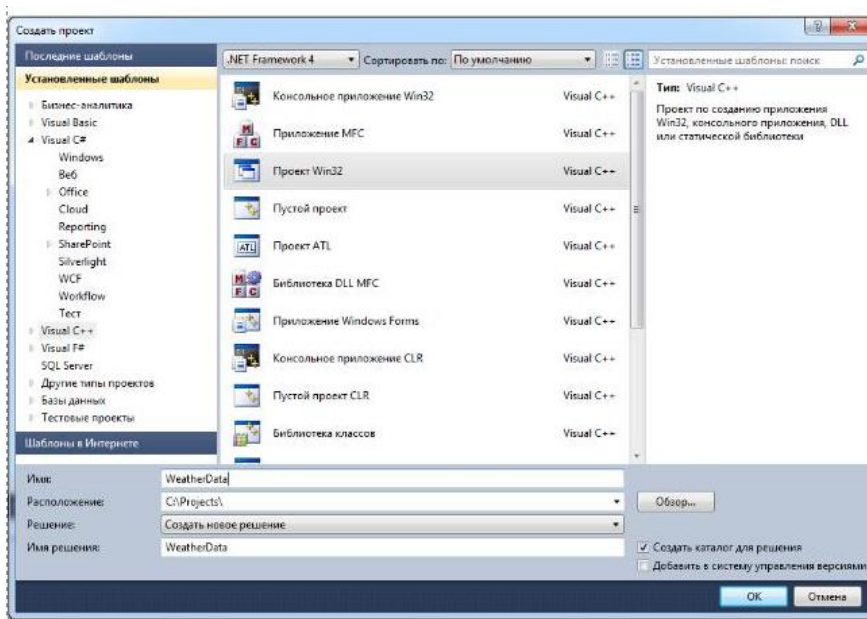 Создать проект
Последние шаблоны
Установленные шаблоны
Бизнес-аналитика
Visual Basic
Visual C#
Windows
Веб
Office
Cloud
Reporting
SharePoint
Silverlight
WCF
Workflow
Тест
Visual C++
Visual F#
SQL Server
Другие типы проектов
Базы данных
Тестовые проекты
Шаблоны в Интернете
.NET Framework 4 Сортировать по: По умолчанию
Консольное приложение Win32 Visual C++
Приложение MFC Visual C++
Проект Win32 Visual C++
Пустой проект Visual C++
ATL Проект ATL Visual C++
Библиотека DLL MFC Visual C++
Приложение Windows Forms Visual C++
Консольное приложение CLR Visual C++
Пустой проект CLR Visual C++
Библиотека классов Visual C++
Установленные шаблоны: поиск
Тип: Visual C++
Проект по созданию приложения
Win32, консольного приложения, DLL
или статической библиотеки
Имя: WeatherData
Расположение: C:\Projects\
Обзор...
Решение: Создать новое решение
Имя решения: WeatherData
Создать каталог для решения
Добавить в систему управления версиями
ОК Отмена